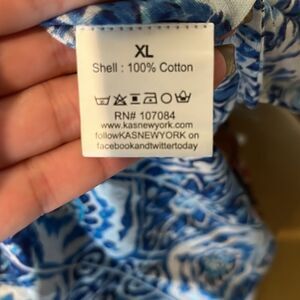 XL
Shell : 100% Cotton
RN# 107084
www.kasnewyork.com
followKASNEWYORK on
facebookandtwittertoday